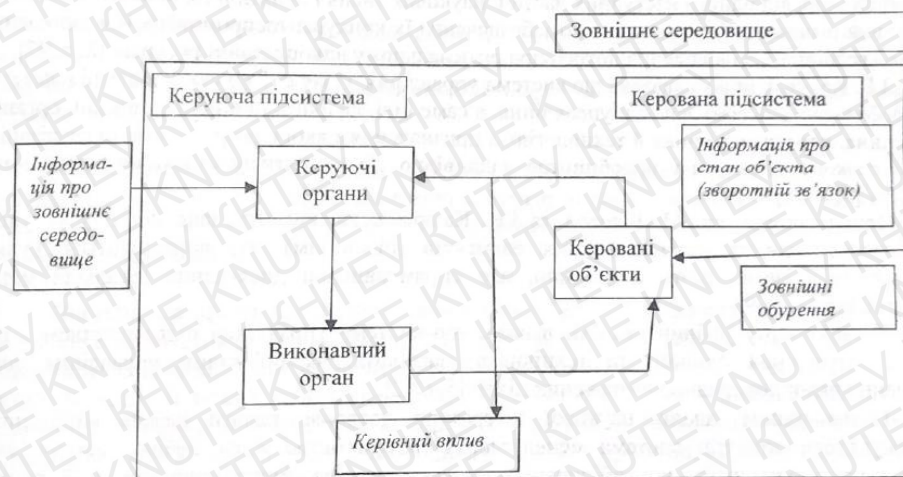 Зовнішнє середовище
Керуюча підсистема
Керована підсистема
Інформа-
ція про
зовнішнє
середо-
вище
Керуючі
органи
Інформація про
стан об’єкта
(зворотній зв’язок)
Керовані
об’єкти
Зовнішні
обурення
Виконавчий
орган
Керівний вплив